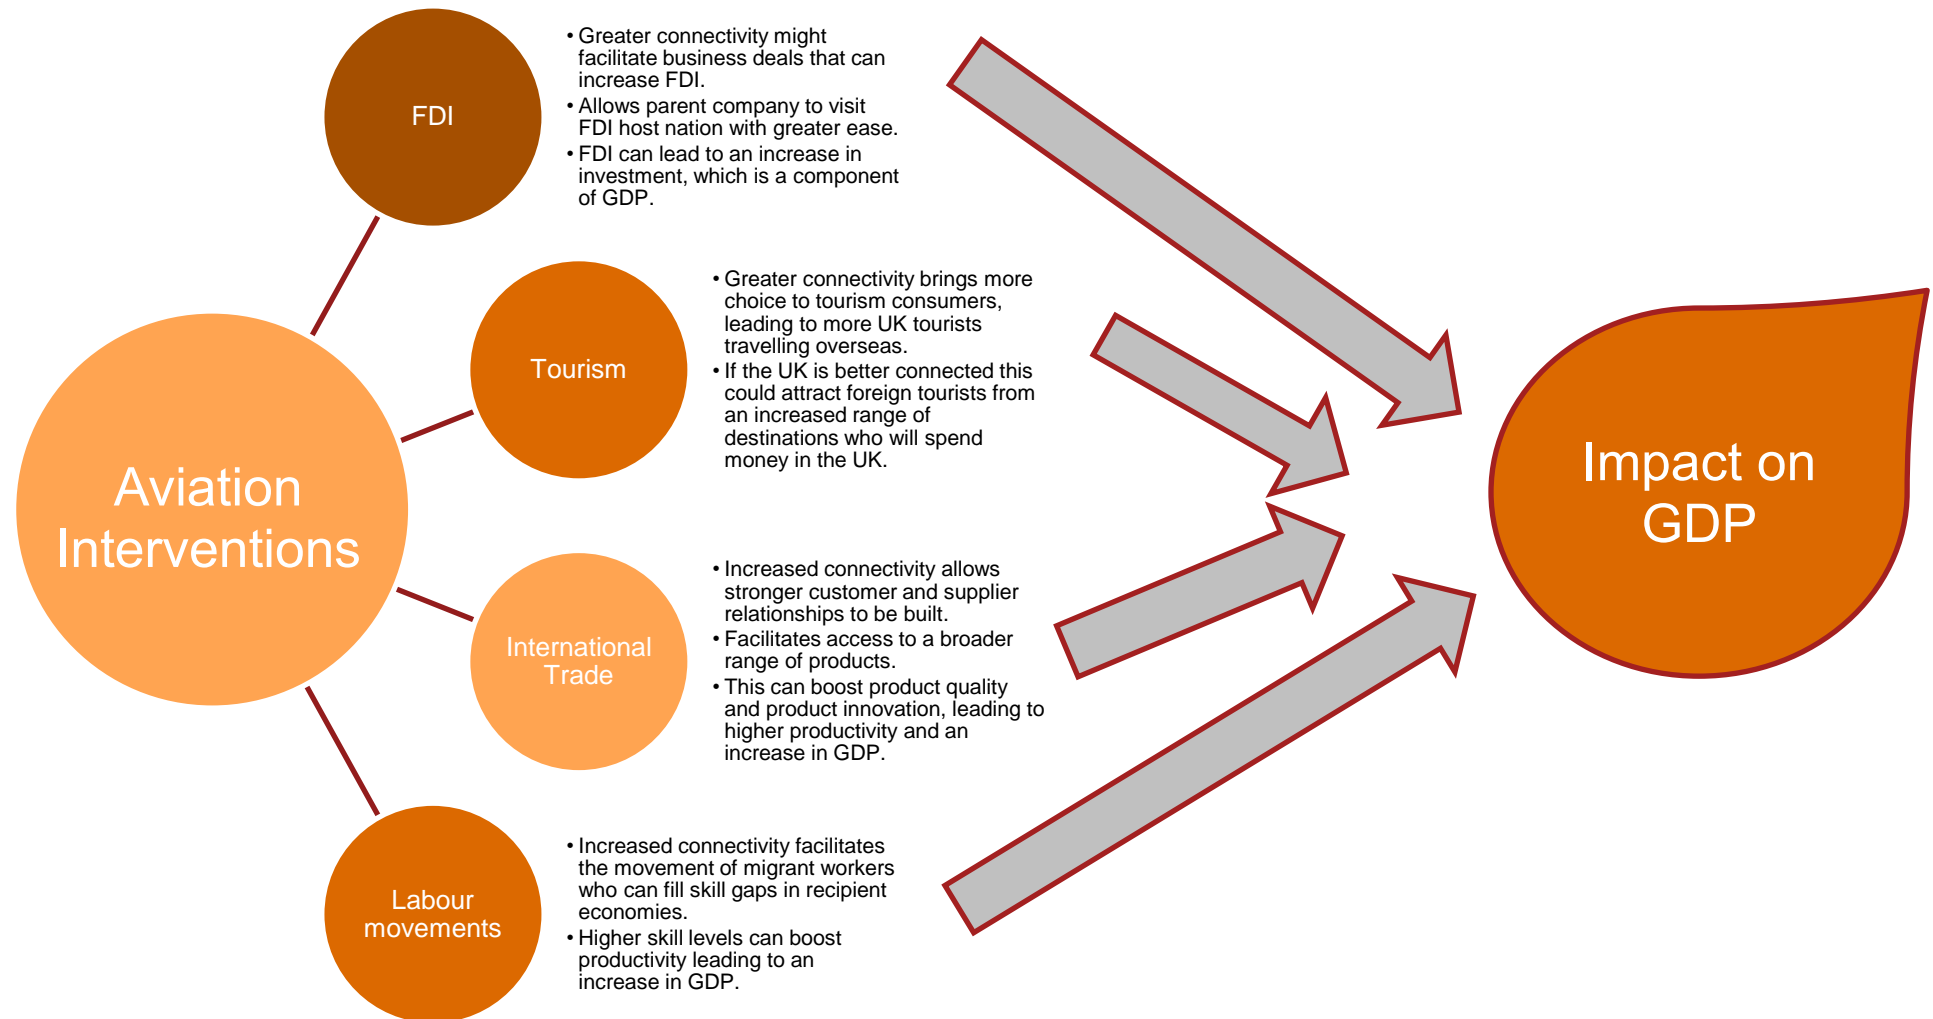 Aviation
Interventions
FDI
• Greater connectivity might
facilitate business deals that can
increase FDI.
• Allows parent company to visit
FDI host nation with greater ease.
• FDI can lead to an increase in
investment, which is a component
of GDP.
Tourism
• Greater connectivity brings more
choice to tourism consumers,
leading to more UK tourists
travelling overseas.
• If the UK is better connected this
could attract foreign tourists from
an increased range of
destinations who will spend
money in the UK.
International
Trade
• Increased connectivity allows
stronger customer and supplier
relationships to be built.
• Facilitates access to a broader
range of products.
• This can boost product quality
and product innovation, leading to
higher productivity and an
increase in GDP.
Labour
movements
• Increased connectivity facilitates
the movement of migrant workers
who can fill skill gaps in recipient
economies.
• Higher skill levels can boost
productivity leading to an
increase in GDP.
Impact on
GDP